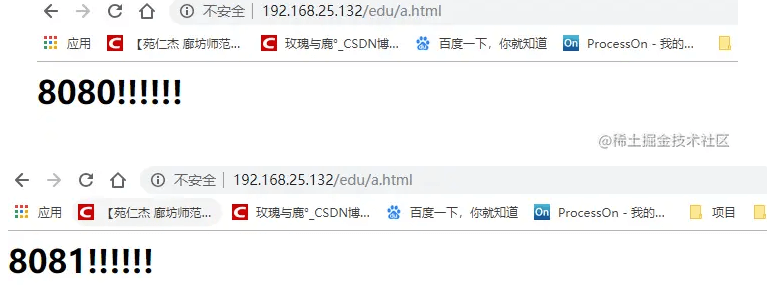 不安全 | 192.168.25.132/edu/a.html
应用 【苑仁杰 廊坊师范... 玫瑰与鹿°_CSDN博... 百度一下，你就知道 On ProcessOn - 我的...
8080!!!!!!
@稀土掘金技术社区
不安全 | 192.168.25.132/edu/a.html
应用 【苑仁杰 廊坊师范... 玫瑰与鹿°_CSDN博... 百度一下，你就知道 On ProcessOn - 我的... 项目
8081!!!!!!